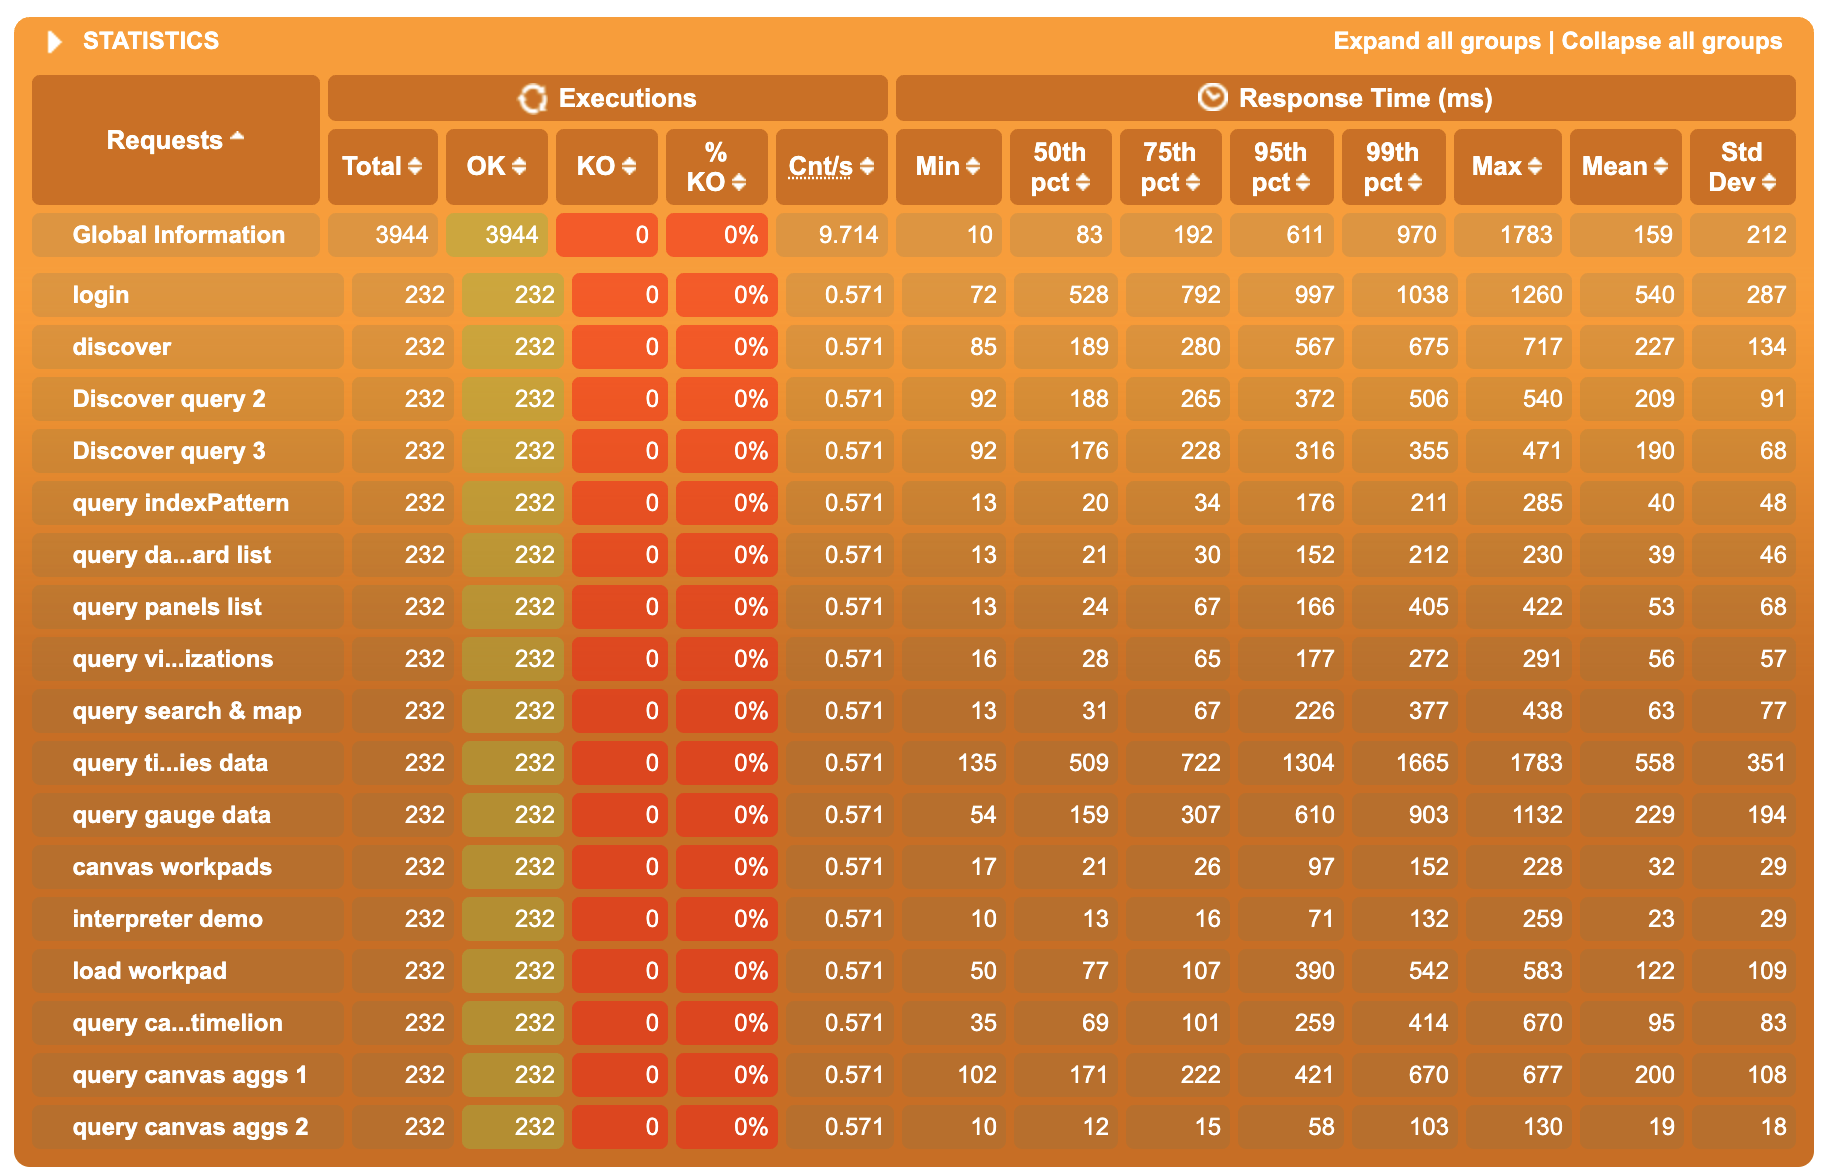 STATISTICS Expand all groups | Collapse all groups
Requests Executions Response Time (ms)
Total OK KO % KO Cnt/s Min 50th pct 75th pct 95th pct 99th pct Max Mean Std Dev
Global Information 3944 3944 0 0% 9.714 10 83 192 611 970 1783 159 212
login 232 232 0 0% 0.571 72 528 792 997 1038 1260 540 287
discover 232 232 0 0% 0.571 85 189 280 567 675 717 227 134
Discover query 2 232 232 0 0% 0.571 92 188 265 372 506 540 209 91
Discover query 3 232 232 0 0% 0.571 92 176 228 316 355 471 190 68
query indexPattern 232 232 0 0% 0.571 13 20 34 176 211 285 40 48
query da...ard list 232 232 0 0% 0.571 13 21 30 152 212 230 39 46
query panels list 232 232 0 0% 0.571 13 24 67 166 405 422 53 68
query vi...izations 232 232 0 0% 0.571 16 28 65 177 272 291 56 57
query search & map 232 232 0 0% 0.571 13 31 67 226 377 438 63 77
query ti...ies data 232 232 0 0% 0.571 135 509 722 1304 1665 1783 558 351
query gauge data 232 232 0 0% 0.571 54 159 307 610 903 1132 229 194
canvas workpads 232 232 0 0% 0.571 17 21 26 97 152 228 32 29
interpreter demo 232 232 0 0% 0.571 10 13 16 71 132 259 23 29
load workpad 232 232 0 0% 0.571 50 77 107 390 542 583 122 109
query ca...timelion 232 232 0 0% 0.571 35 69 101 259 414 670 95 83
query canvas aggs 1 232 232 0 0% 0.571 102 171 222 421 670 677 200 108
query canvas aggs 2 232 232 0 0% 0.571 10 12 15 58 103 130 19 18